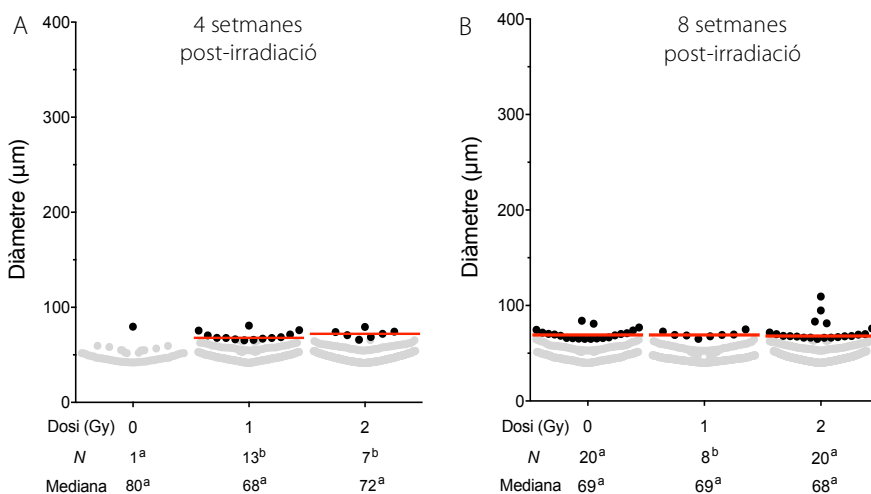 A
4 setmanes
post-irradiació
400
300
200
100
0
Diàmetre (µm)
Dosi (Gy) 0 1 2
N 1ᵃ 13ᵇ 7ᵇ
Mediana 80ᵃ 68ᵃ 72ᵃ
B
8 setmanes
post-irradiació
400
300
200
100
0
Diàmetre (µm)
Dosi (Gy) 0 1 2
N 20ᵃ 8ᵇ 20ᵃ
Mediana 69ᵃ 69ᵃ 68ᵃ